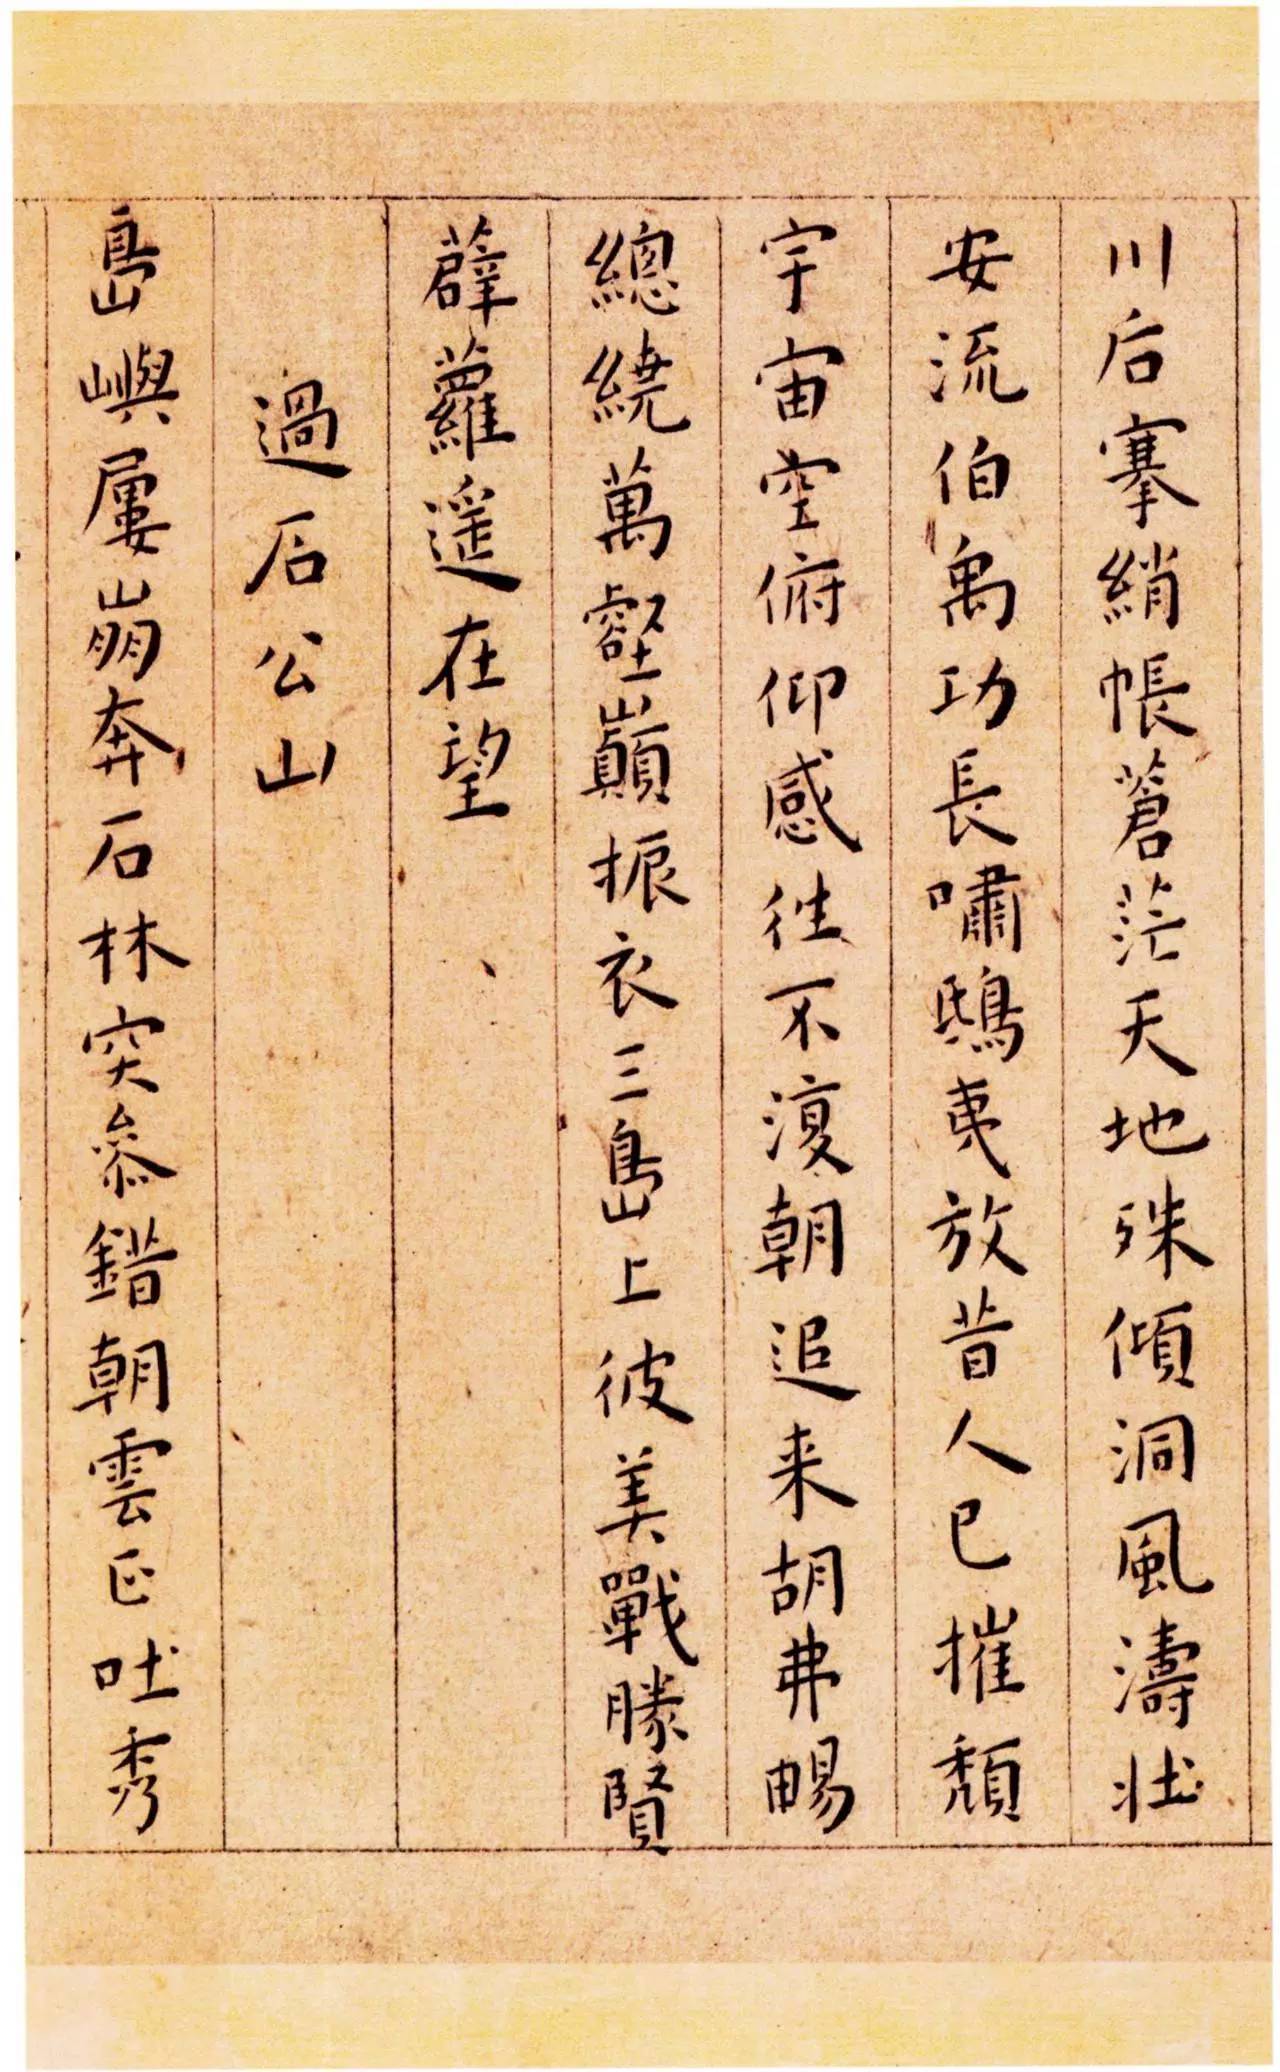 川后搴綃帳蒼茫天地殊傾洞風濤壯
安流伯禹功長嘯鴟夷放昔人已摧頹
宇宙空俯仰感往不復朝追来胡弗暢
總繞萬壑巔振衣三島上彼美戰勝賢
薜蘿遥在望
過石公山
島嶼屢崩奔石林突參錯朝雲正吐秀